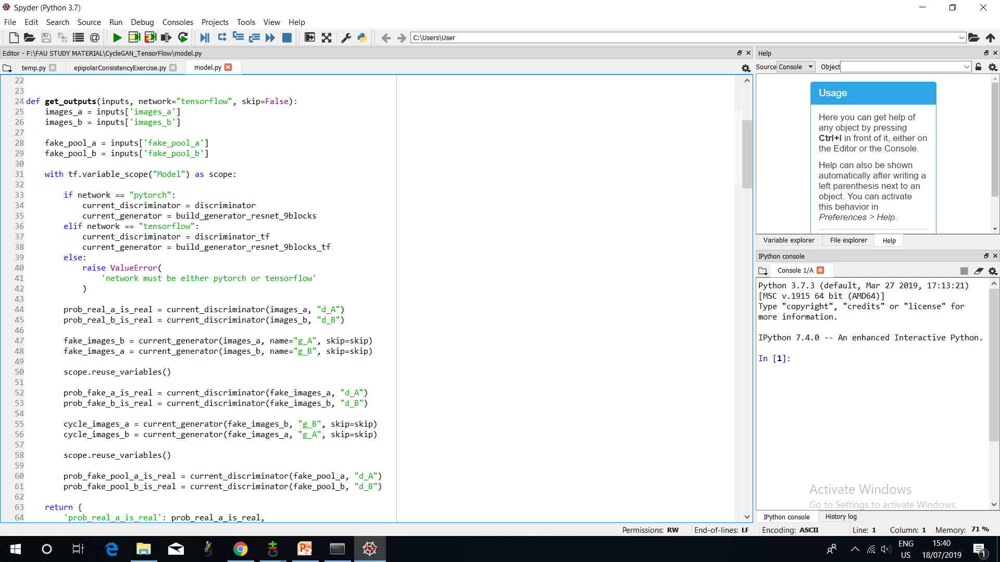 Spyder (Python 3.7)
File Edit Search Source Run Debug Consoles Projects Tools View Help
C:\Users\User
Editor - F:\FAU STUDY MATERIAL\CycleGAN_TensorFlow\model.py
temp.py epipolarConsistencyExercise.py model.py
22
23
24 def get_outputs(inputs, network="tensorflow", skip=False):
25     images_a = inputs['images_a']
26     images_b = inputs['images_b']
27
28     fake_pool_a = inputs['fake_pool_a']
29     fake_pool_b = inputs['fake_pool_b']
30
31     with tf.variable_scope("Model") as scope:
32
33         if network == "pytorch":
34             current_discriminator = discriminator
35             current_generator = build_generator_resnet_9blocks
36         elif network == "tensorflow":
37             current_discriminator = discriminator_tf
38             current_generator = build_generator_resnet_9blocks_tf
39         else:
40             raise ValueError(
41                 'network must be either pytorch or tensorflow'
42             )
43
44         prob_real_a_is_real = current_discriminator(images_a, "d_A")
45         prob_real_b_is_real = current_discriminator(images_b, "d_B")
46
47         fake_images_b = current_generator(images_a, name="g_A", skip=skip)
48         fake_images_a = current_generator(images_b, name="g_B", skip=skip)
49
50         scope.reuse_variables()
51
52         prob_fake_a_is_real = current_discriminator(fake_images_a, "d_A")
53         prob_fake_b_is_real = current_discriminator(fake_images_b, "d_B")
54
55         cycle_images_a = current_generator(fake_images_b, "g_B", skip=skip)
56         cycle_images_b = current_generator(fake_images_a, "g_A", skip=skip)
57
58         scope.reuse_variables()
59
60         prob_fake_pool_a_is_real = current_discriminator(fake_pool_a, "d_A")
61         prob_fake_pool_b_is_real = current_discriminator(fake_pool_b, "d_B")
62
63     return {
64         'prob_real_a_is_real': prob_real_a_is_real,
Help
Source Console Object
Usage
Here you can get help of
any object by pressing
Ctrl+I in front of it, either on
the Editor or the Console.
Help can also be shown
automatically after writing a
left parenthesis next to an
object. You can activate
this behavior in
Preferences > Help.
Variable explorer File explorer Help
IPython console
Console 1/A
Python 3.7.3 (default, Mar 27 2019, 17:13:21)
[MSC v.1915 64 bit (AMD64)]
Type "copyright", "credits" or "license" for
more information.
IPython 7.4.0 -- An enhanced Interactive Python.
In [1]:
Activate Windows
Go to Settings to activate Windows.
IPython console History log
Permissions: RW End-of-lines: LF Encoding: ASCII Line: 1 Column: 1 Memory: 71 %
ENG
US
15:40
18/07/2019
1